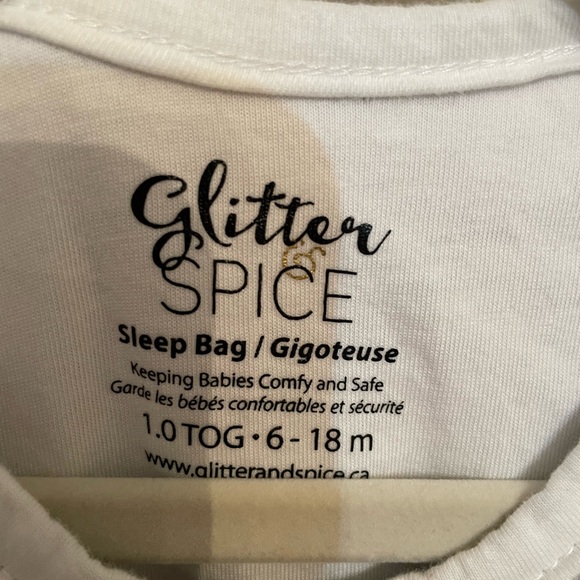 Glitter
&
SPICE
Sleep Bag / Gigoteuse
Keeping Babies Comfy and Safe
Garde les bébés confortables et sécurité
1.0 TOG • 6 - 18 m
www.glitterandspice.ca